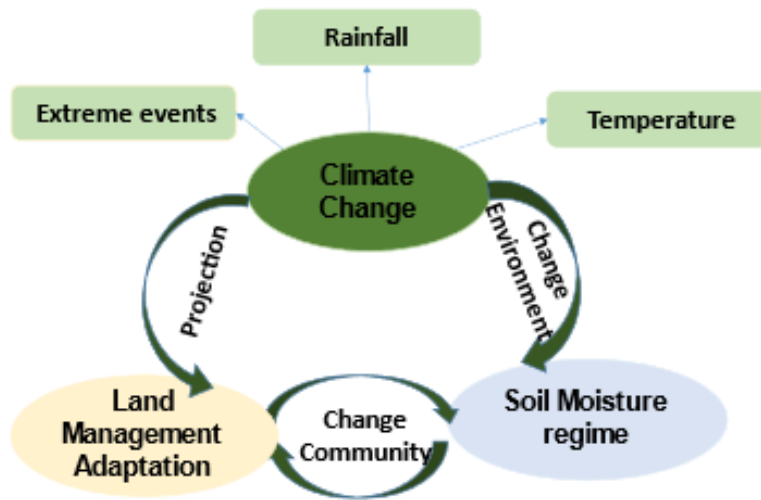 Rainfall
Extreme events
Temperature
Climate
Change
Projection
Change
Environment
Land
Management
Adaptation
Change
Community
Soil Moisture
regime